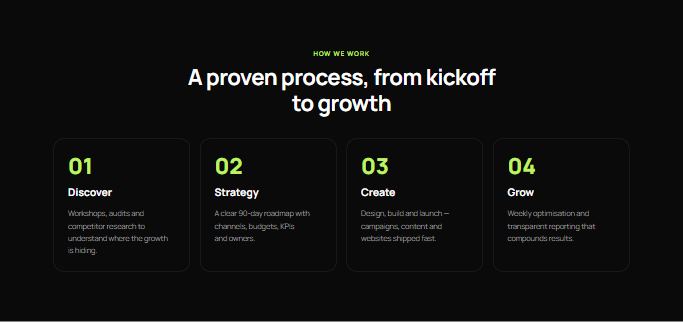 HOW WE WORK
A proven process, from kickoff
to growth
01
Discover
Workshops, audits and
competitor research to
understand where the growth
is hiding.
02
Strategy
A clear 90-day roadmap with
channels, budgets, KPIs
and owners.
03
Create
Design, build and launch —
campaigns, content and
websites shipped fast.
04
Grow
Weekly optimisation and
transparent reporting that
compounds results.